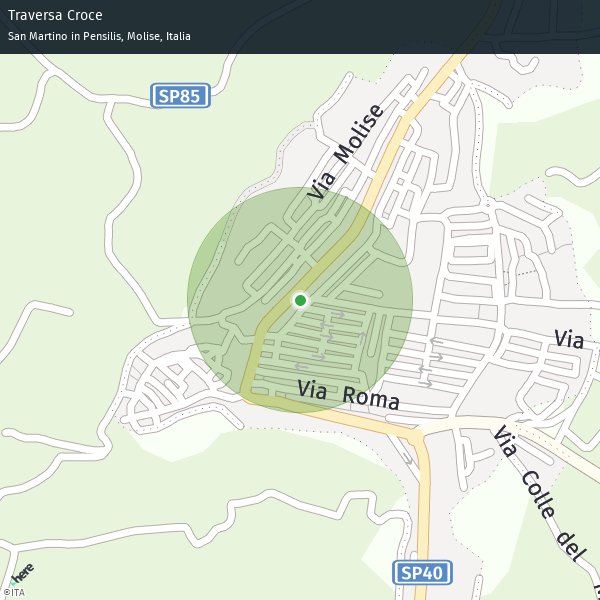 Traversa Croce
San Martino in Pensilis, Molise, Italia
SP85
Via Molise
Via
Via Roma
Via Colle del
SP40
here
©ITA